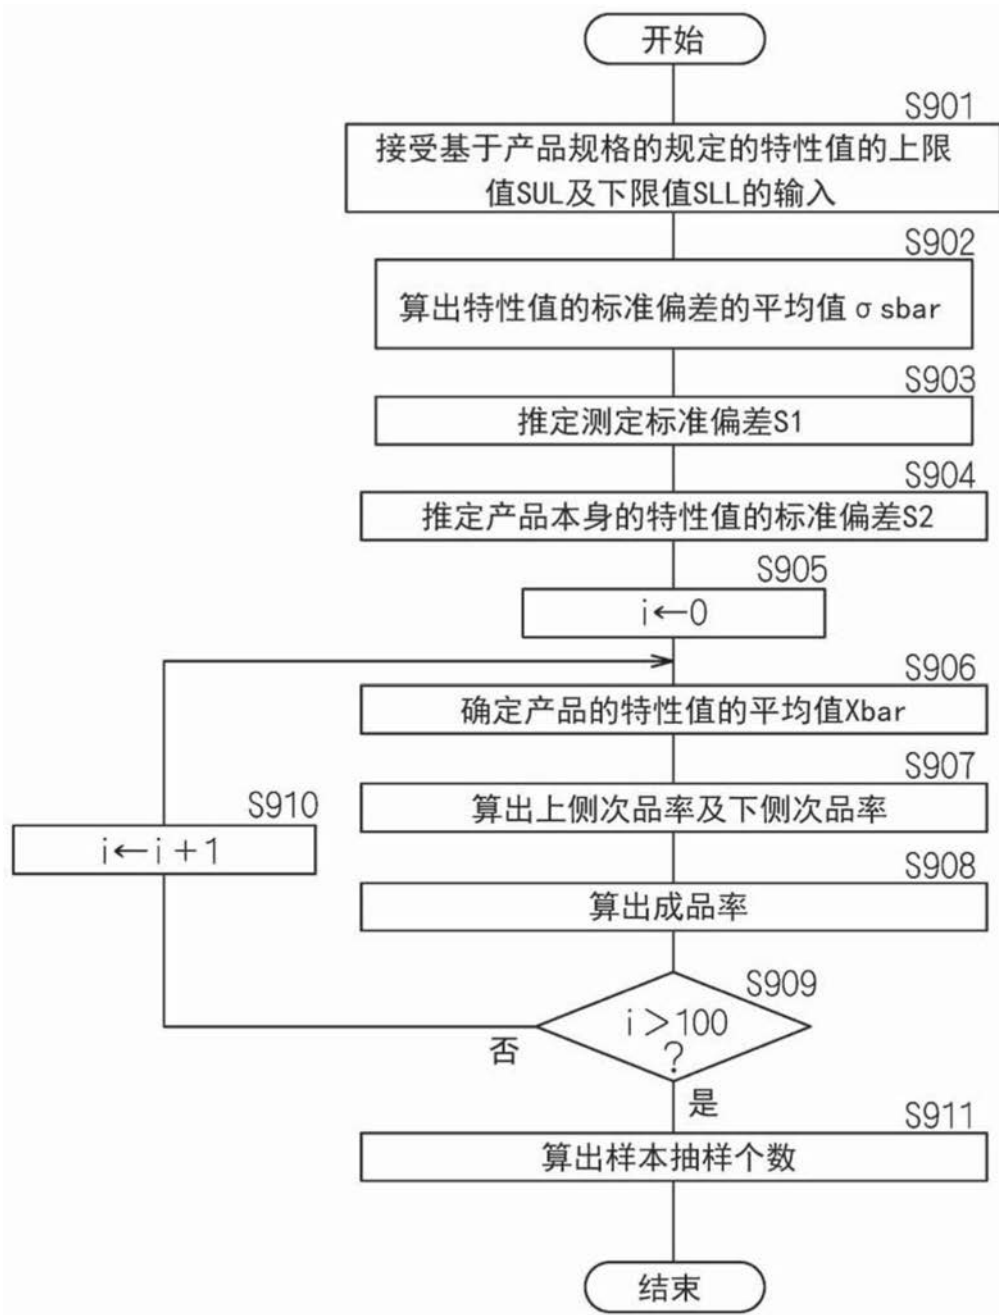 开始
S901
接受基于产品规格的规定的特性值的上限
值SUL及下限值SLL的输入
S902
算出特性值的标准偏差的平均值σsbar
S903
推定测定标准偏差S1
S904
推定产品本身的特性值的标准偏差S2
S905
i←0
S906
确定产品的特性值的平均值Xbar
S907
算出上侧次品率及下侧次品率
S910
i←i+1
S908
算出成品率
S909
i＞100
?
否
是
S911
算出样本抽样个数
结束